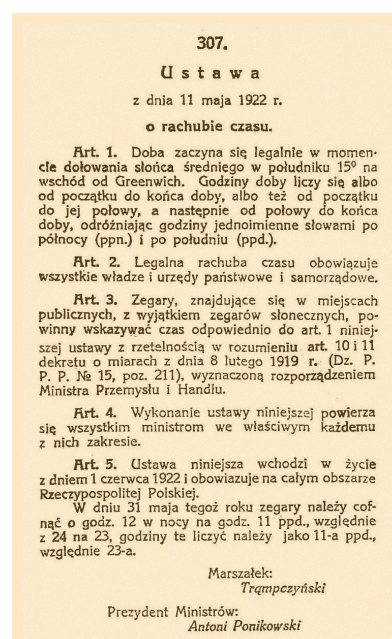 307.
Ustawa
z dnia 11 maja 1922 r.
o rachubie czasu.
Art. 1. Doba zaczyna się legalnie w momen-
cie dołowania słońca średniego w południku 15⁰ na
wschód od Greenwich. Godziny doby liczy się albo
od początku do końca doby, albo też od początku
do jej połowy, a następnie od połowy do końca
doby, odróżniając godziny jednoimienne słowami po
północy (ppn.) i po południu (ppd.).
Art. 2. Legalna rachuba czasu obowiązuje
wszystkie władze i urzędy państwowe i samorządowe.
Art. 3. Zegary, znajdujące się w miejscach
publicznych, z wyjątkiem zegarów słonecznych, po-
winny wskazywać czas odpowiednio do art. 1 niniej-
szej ustawy z rzetelnością w rozumieniu art. 10 i 11
dekretu o miarach z dnia 8 lutego 1919 r. (Dz. P.
P. P. № 15, poz. 211), wyznaczoną rozporządzeniem
Ministra Przemysłu i Handlu.
Art. 4. Wykonanie ustawy niniejszej powierza
się wszystkim ministrom we właściwym każdemu
z nich zakresie.
Art. 5. Ustawa niniejsza wchodzi w życie
z dniem 1 czerwca 1922 i obowiązuje na całym obszarze
Rzeczypospolitej Polskiej.
W dniu 31 maja tegoż roku zegary należy cof-
nąć o godz. 12 w nocy na godz. 11 ppd., względnie
z 24 na 23, godziny te liczyć należy jako 11-a ppd.,
względnie 23-a.
Marszałek:
Trąmpczyński
Prezydent Ministrów:
Antoni Ponikowski